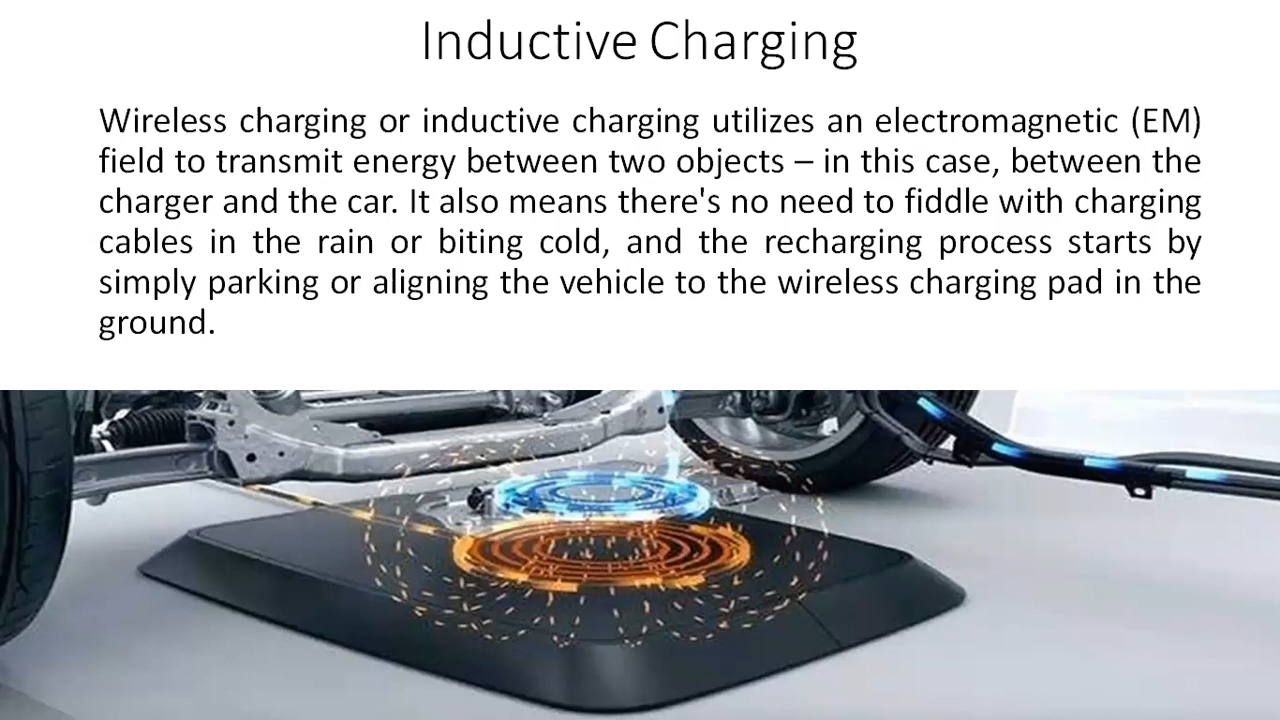 Inductive Charging
Wireless charging or inductive charging utilizes an electromagnetic (EM)
field to transmit energy between two objects – in this case, between the
charger and the car. It also means there's no need to fiddle with charging
cables in the rain or biting cold, and the recharging process starts by
simply parking or aligning the vehicle to the wireless charging pad in the
ground.